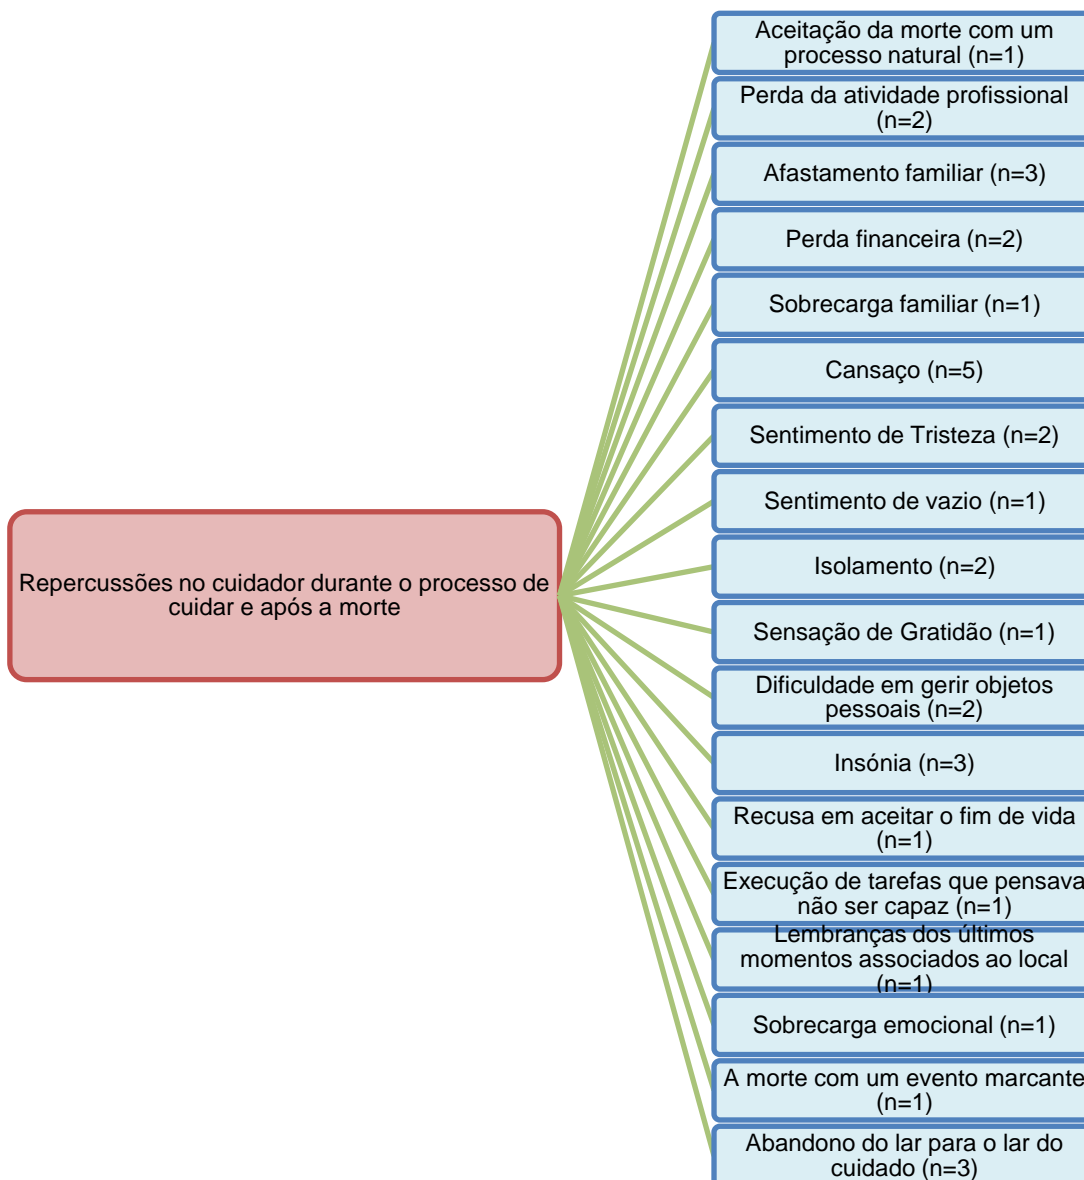 Aceitação da morte com um
processo natural (n=1)
Perda da atividade profissional
(n=2)
Afastamento familiar (n=3)
Perda financeira (n=2)
Sobrecarga familiar (n=1)
Cansaço (n=5)
Sentimento de Tristeza (n=2)
Sentimento de vazio (n=1)
Isolamento (n=2)
Repercussões no cuidador durante o processo de
cuidar e após a morte
Sensação de Gratidão (n=1)
Dificuldade em gerir objetos
pessoais (n=2)
Insónia (n=3)
Recusa em aceitar o fim de vida
(n=1)
Execução de tarefas que pensava
não ser capaz (n=1)
Lembranças dos últimos
momentos associados ao local
(n=1)
Sobrecarga emocional (n=1)
A morte com um evento marcante
(n=1)
Abandono do lar para o lar do
cuidado (n=3)